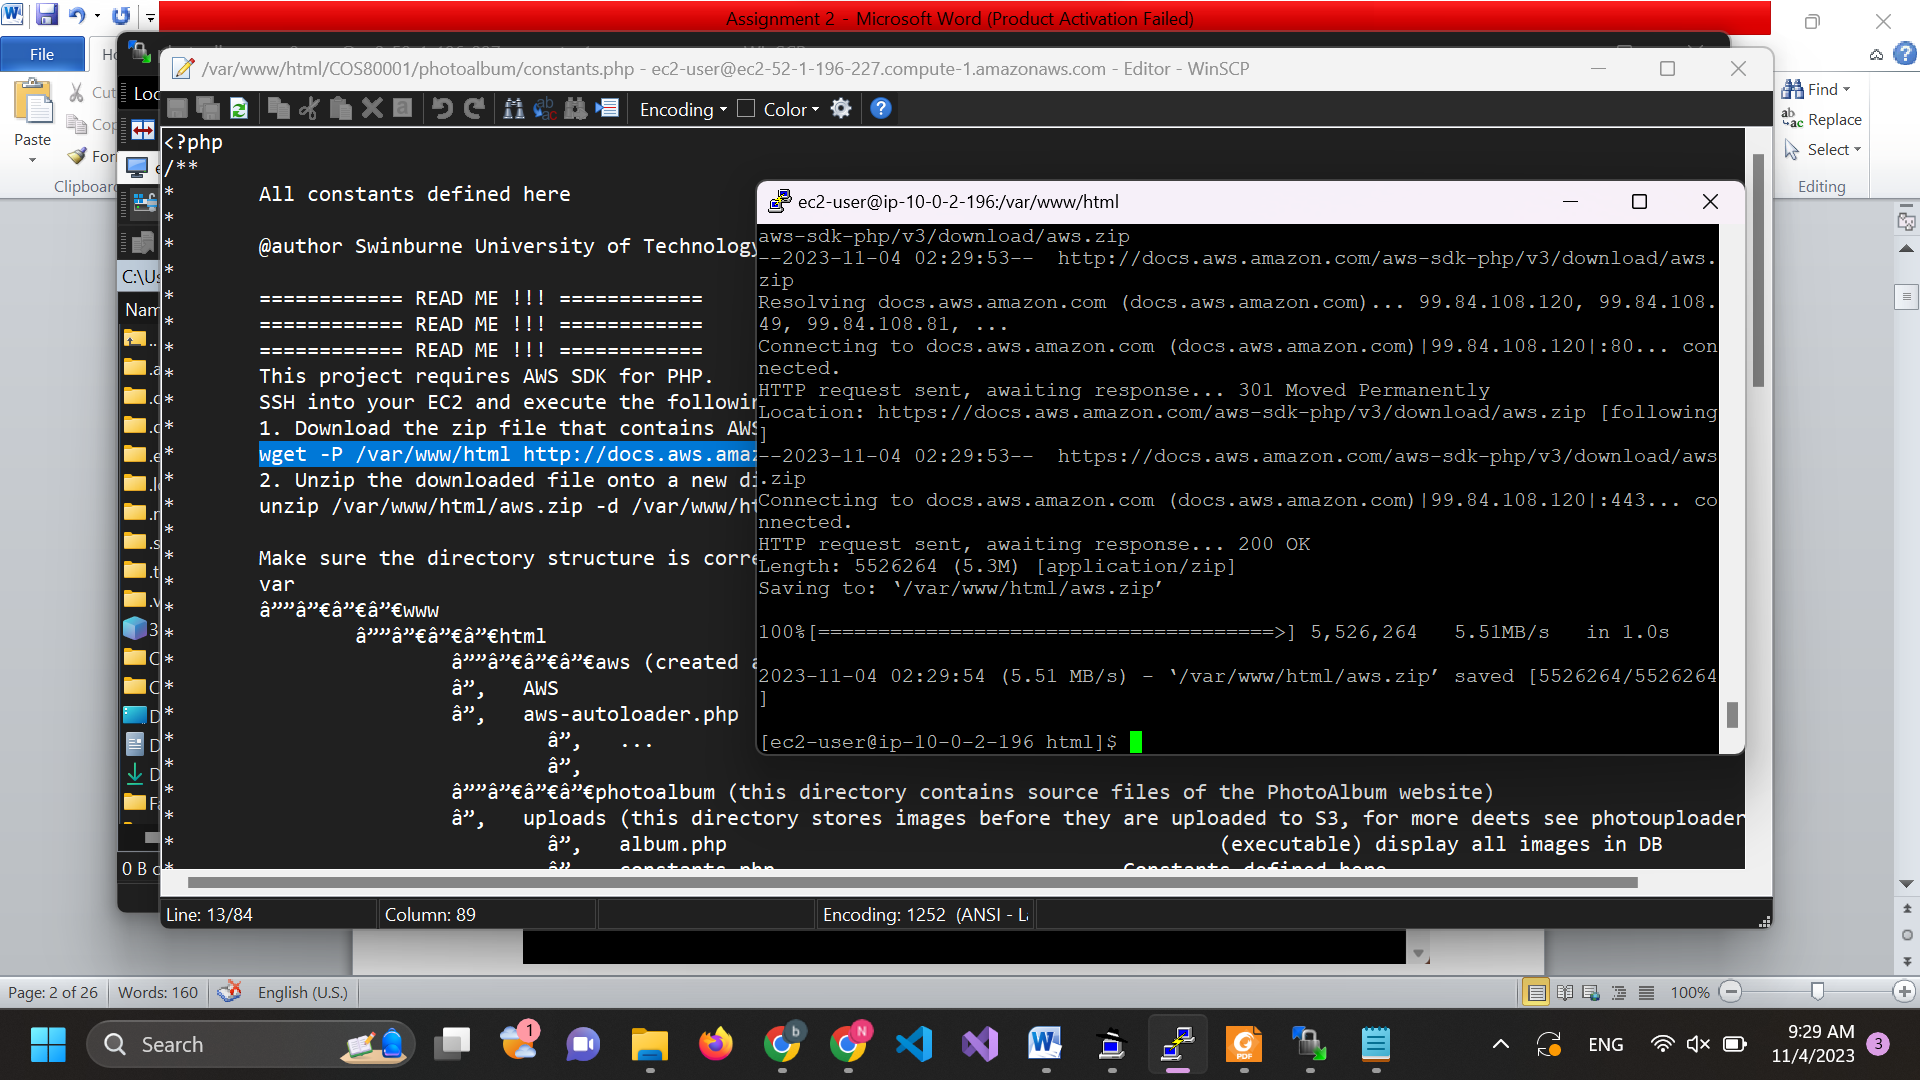 Assignment 2 - Microsoft Word (Product Activation Failed)
File
Paste
Clipboard
/var/www/html/COS80001/photoalbum/constants.php - ec2-user@ec2-52-1-196-227.compute-1.amazonaws.com - Editor - WinSCP
Encoding
Color
Find
Replace
Select
Editing
<?php
/**
* All constants defined here
*
* @author Swinburne University of Technology
*
* ============ READ ME !!! ============
* ============ READ ME !!! ============
* ============ READ ME !!! ============
* This project requires AWS SDK for PHP.
* SSH into your EC2 and execute the followin
* 1. Download the zip file that contains AWS
* wget -P /var/www/html http://docs.aws.amaz
* 2. Unzip the downloaded file onto a new di
* unzip /var/www/html/aws.zip -d /var/www/ht
*
* Make sure the directory structure is corre
* var
* â””â”€â”€â”€www
* â””â”€â”€â”€html
* â””â”€â”€â”€aws (created a
* â”‚ AWS
* â”‚ aws-autoloader.php
* â”‚ ...
* â”‚
* â””â”€â”€â”€photoalbum (this directory contains source files of the PhotoAlbum website)
* â”‚ uploads (this directory stores images before they are uploaded to S3, for more deets see photouploader
* â”‚ album.php (executable) display all images in DB
* â”‚ constants.php Constants defined here
ec2-user@ip-10-0-2-196:/var/www/html
aws-sdk-php/v3/download/aws.zip
--2023-11-04 02:29:53-- http://docs.aws.amazon.com/aws-sdk-php/v3/download/aws.
zip
Resolving docs.aws.amazon.com (docs.aws.amazon.com)... 99.84.108.120, 99.84.108.
49, 99.84.108.81, ...
Connecting to docs.aws.amazon.com (docs.aws.amazon.com)|99.84.108.120|:80... con
nected.
HTTP request sent, awaiting response... 301 Moved Permanently
Location: https://docs.aws.amazon.com/aws-sdk-php/v3/download/aws.zip [following
]
--2023-11-04 02:29:53-- https://docs.aws.amazon.com/aws-sdk-php/v3/download/aws
.zip
Connecting to docs.aws.amazon.com (docs.aws.amazon.com)|99.84.108.120|:443... co
nnected.
HTTP request sent, awaiting response... 200 OK
Length: 5526264 (5.3M) [application/zip]
Saving to: ‘/var/www/html/aws.zip’
100%[======================================>] 5,526,264 5.51MB/s in 1.0s
2023-11-04 02:29:54 (5.51 MB/s) - ‘/var/www/html/aws.zip’ saved [5526264/5526264
]
[ec2-user@ip-10-0-2-196 html]$
Line: 13/84
Column: 89
Encoding: 1252 (ANSI - La
Page: 2 of 26
Words: 160
English (U.S.)
100%
Search
1
b
N
PDF
ENG
9:29 AM
11/4/2023
3